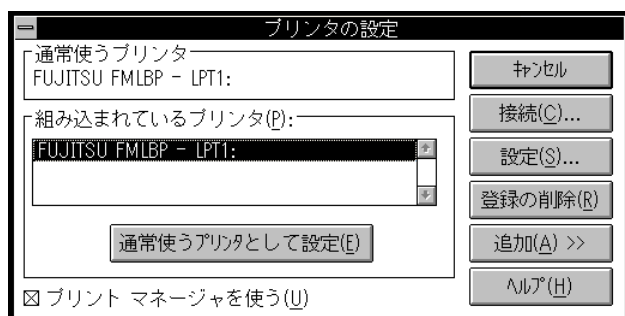 プリンタの設定
通常使うプリンタ
FUJITSU FMLBP – LPT1:
組み込まれているプリンタ(P):
FUJITSU FMLBP – LPT1:
通常使うプリンタとして設定(E)
プリント マネージャを使う(U)
キャンセル
接続(C)...
設定(S)...
登録の削除(R)
追加(A) >>
ヘルプ(H)